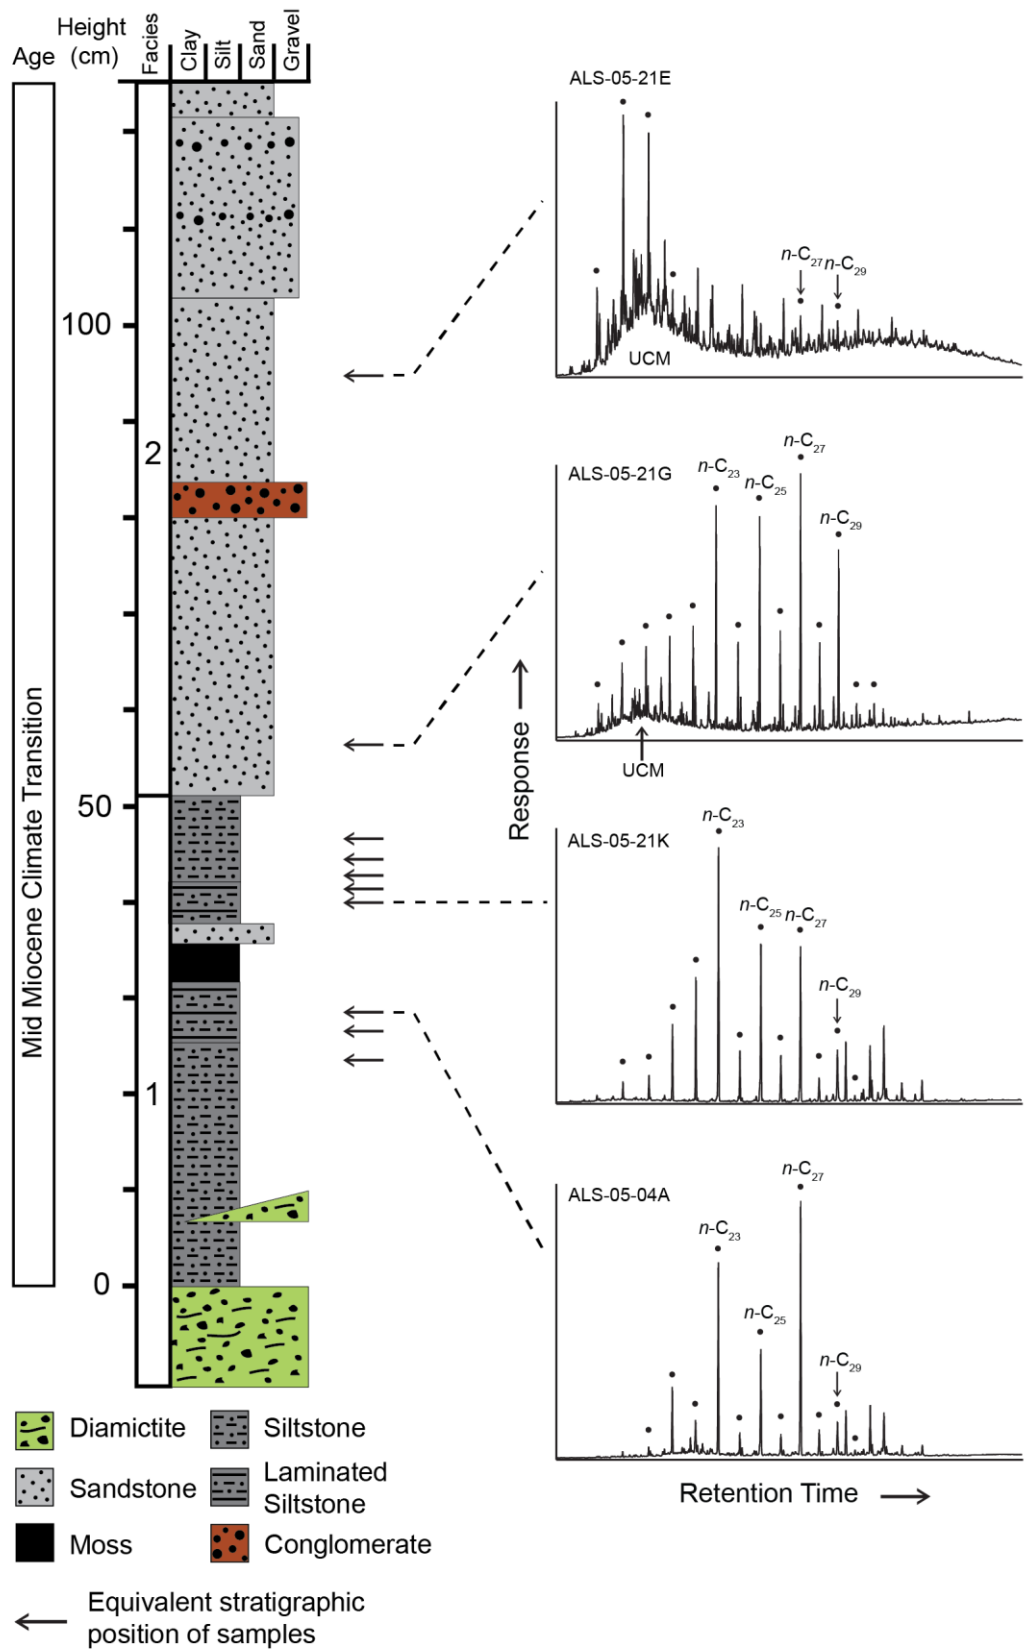 Age
Height
(cm)
Facies
Clay
Silt
Sand
Gravel
100
50
0
2
1
Mid Miocene Climate Transition
ALS-05-21E
n-C27
n-C29
UCM
ALS-05-21G
n-C23
n-C25
n-C27
n-C29
UCM
Response
ALS-05-21K
n-C23
n-C25
n-C27
n-C29
ALS-05-04A
n-C23
n-C25
n-C27
n-C29
Retention Time
Diamictite
Siltstone
Sandstone
Laminated
Siltstone
Moss
Conglomerate
Equivalent stratigraphic
position of samples